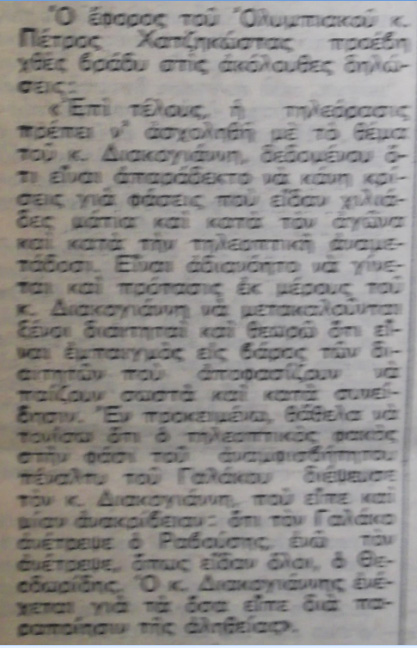 Ὁ ἔφορος τοῦ Ὀλυμπιακοῦ κ.
Πέτρος Χατζηκώστας προέβη
χθὲς βράδυ στὶς ἀκόλουθες δηλώ-
σεις:
«Ἐπὶ τέλους, ἡ τηλεόρασις
πρέπει ν' ἀσχοληθῆ μὲ τὸ θέμα
τοῦ κ. Διακογιάννη, δεδομένου ὅ-
τι εἶναι ἀπαράδεκτο νὰ κάνη κρί-
σεις γιὰ φάσεις ποὺ εἶδαν χιλιά-
δες μάτια καὶ κατὰ τὸν ἀγῶνα
καὶ κατὰ τὴν τηλεοπτικὴ ἀναμε-
τάδοσι. Εἶναι ἀδιανόητο νὰ γίνε-
ται καὶ πρότασις ἐκ μέρους τοῦ
κ. Διακογιάννη νὰ μετακαλοῦνται
ξένοι διαιτηταὶ καὶ θεωρῶ ὅτι εἶ-
ναι ἐμπαιγμὸς εἰς βάρος τῶν δι-
αιτητῶν ποὺ ἀποφασίζουν νὰ
παίζουν σωστὰ καὶ κατὰ συνεί-
δησιν. Ἐν προκειμένω, θάθελα νὰ
τονίσω ὅτι ὁ τηλεοπτικὸς φακὸς
στὴν φάσι τοῦ ἀναμφισβήτητου
πέναλτυ τοῦ Γαλάκου διέψευσε
τὸν κ. Διακογιάννη, ποὺ εἶπε καὶ
μίαν ἀνακρίβειαν: ὅτι τὸν Γαλάκο
ἀνέτρεψε ὁ Ραβούσης, ἐνῶ τὸν
ἀνέτρεψε, ὅπως εἶδαν ὅλοι, ὁ Θε-
οδωρίδης. Ὁ κ. Διακογιάννης ἐνέ-
χεται γιὰ τὰ ὅσα εἶπε διὰ πα-
ραποίησιν τῆς ἀληθείας».